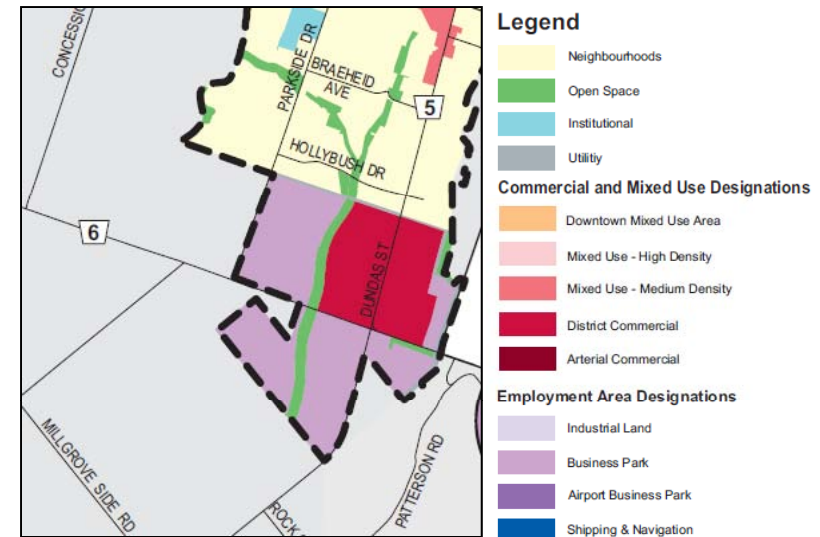 CONCESSI
PARKSIDE DR
BRAEHEID
AVE
5
HOLLYBUSH DR
6
DUNDAS ST
MILLGROVE SIDE RD
ROCK
PATTERSON RD
Legend
Neighbourhoods
Open Space
Institutional
Utilitiy
Commercial and Mixed Use Designations
Downtown Mixed Use Area
Mixed Use - High Density
Mixed Use - Medium Density
District Commercial
Arterial Commercial
Employment Area Designations
Industrial Land
Business Park
Airport Business Park
Shipping & Navigation